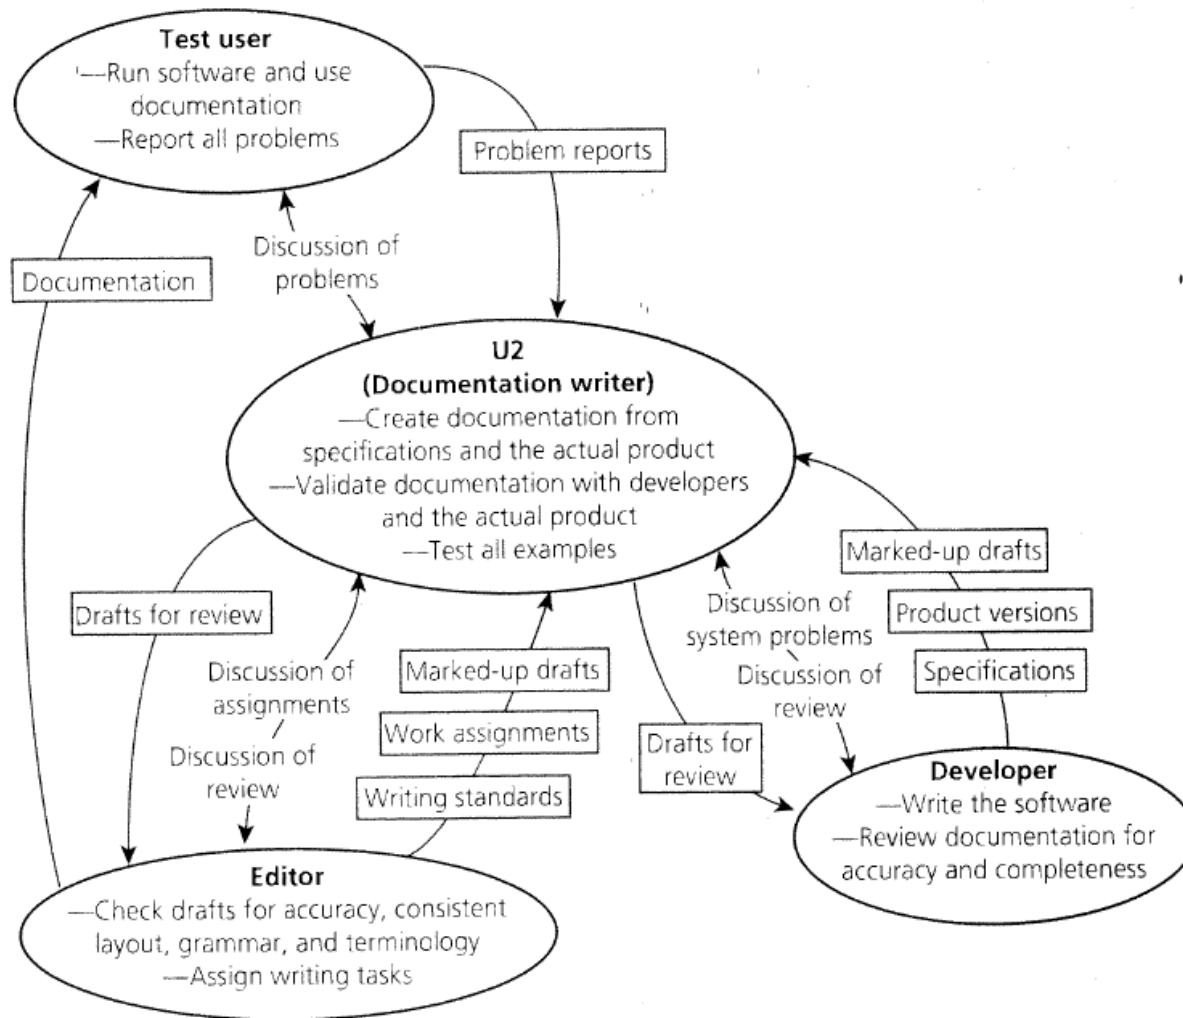 Test user
—Run software and use
documentation
—Report all problems
Problem reports
Discussion of
problems
Documentation
U2
(Documentation writer)
—Create documentation from
specifications and the actual product
—Validate documentation with developers
and the actual product
—Test all examples
Marked-up drafts
Product versions
Specifications
Drafts for review
Discussion of
system problems
Discussion of
review
Discussion of
assignments
Discussion of
review
Marked-up drafts
Work assignments
Writing standards
Drafts for
review
Developer
—Write the software
—Review documentation for
accuracy and completeness
Editor
—Check drafts for accuracy, consistent
layout, grammar, and terminology
—Assign writing tasks